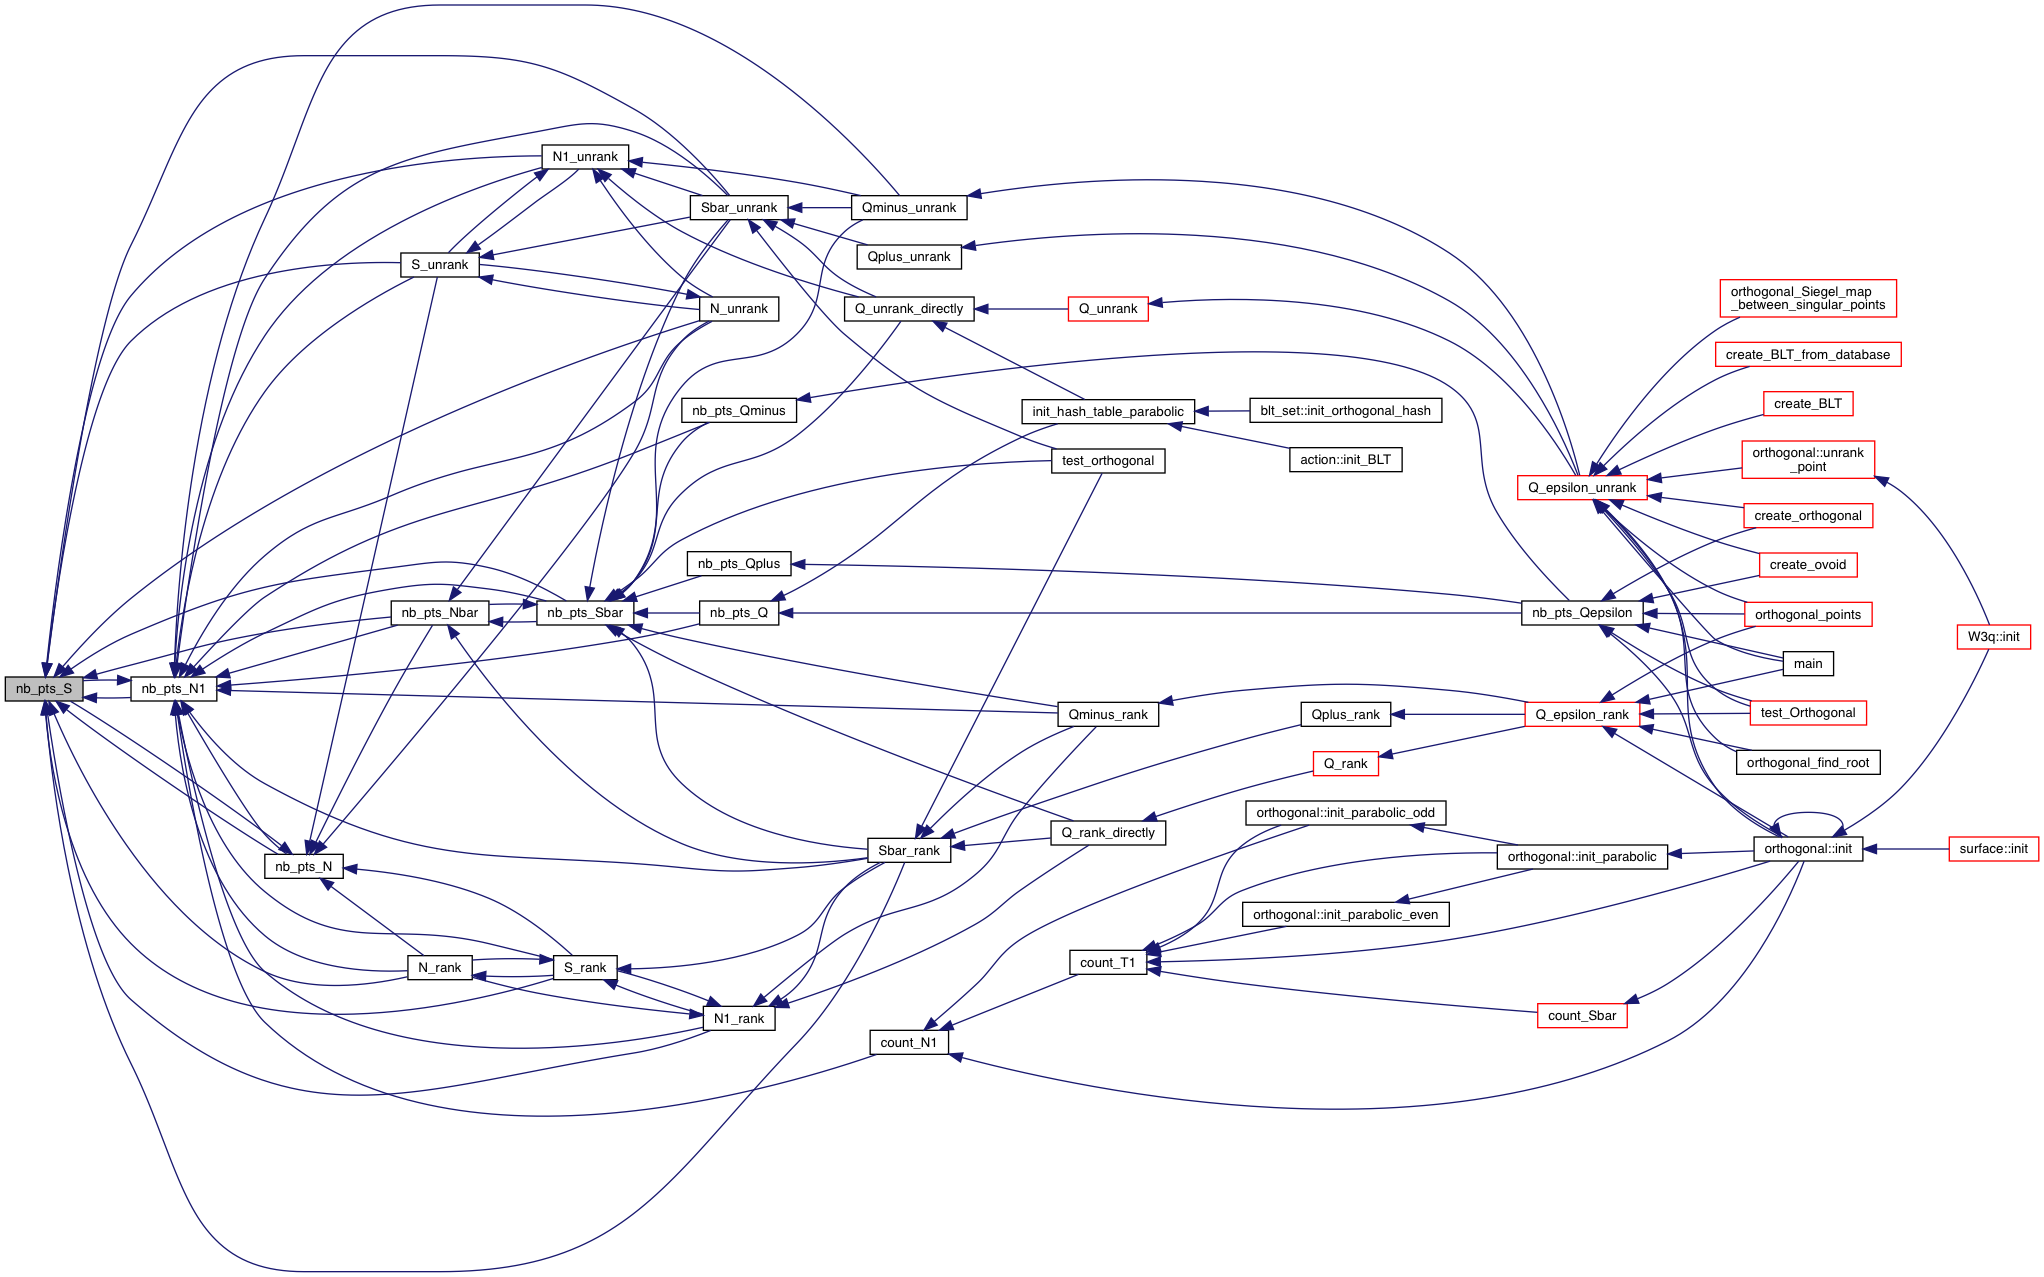 nb_pts_S
nb_pts_N1
nb_pts_N
S_unrank
nb_pts_Nbar
N_rank
N1_unrank
nb_pts_Sbar
S_rank
Sbar_unrank
N_unrank
nb_pts_Qminus
nb_pts_Qplus
nb_pts_Q
N1_rank
Qminus_unrank
Qplus_unrank
Q_unrank_directly
Sbar_rank
count_N1
Q_unrank
init_hash_table_parabolic
test_orthogonal
Qminus_rank
Q_rank_directly
count_T1
blt_set::init_orthogonal_hash
action::init_BLT
Qplus_rank
Q_rank
orthogonal::init_parabolic_odd
orthogonal::init_parabolic_even
Q_epsilon_unrank
nb_pts_Qepsilon
Q_epsilon_rank
orthogonal::init_parabolic
count_Sbar
orthogonal_Siegel_map
_between_singular_points
create_BLT_from_database
create_BLT
orthogonal::unrank
_point
create_orthogonal
create_ovoid
orthogonal_points
main
test_Orthogonal
orthogonal_find_root
orthogonal::init
W3q::init
surface::init